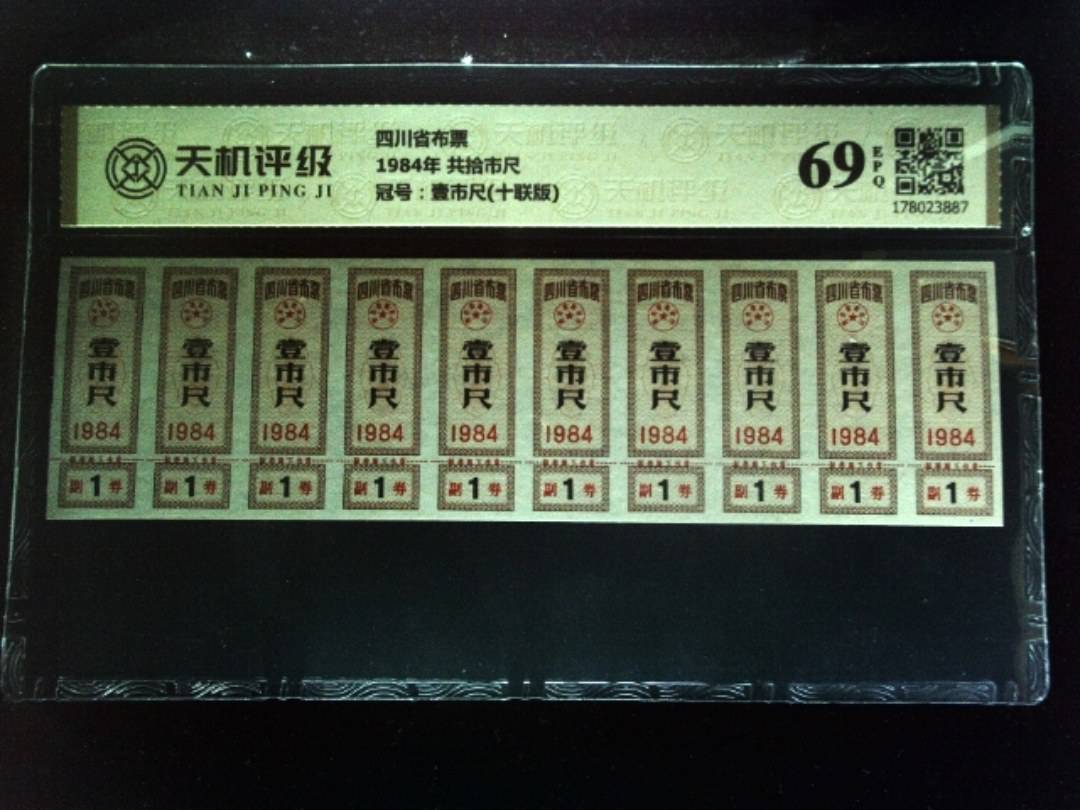 天机评级
TIAN JI PING JI
四川省布票
1984年 共拾市尺
冠号：壹市尺(十联版)
69
EPQ
178023887
四川省布票 四川省布票 四川省布票 四川省布票 四川省布票 四川省布票 四川省布票 四川省布票 四川省布票 四川省布票
壹市尺 壹市尺 壹市尺 壹市尺 壹市尺 壹市尺 壹市尺 壹市尺 壹市尺 壹市尺
1984 1984 1984 1984 1984 1984 1984 1984 1984 1984
副1券 副1券 副1券 副1券 副1券 副1券 副1券 副1券 副1券 副1券